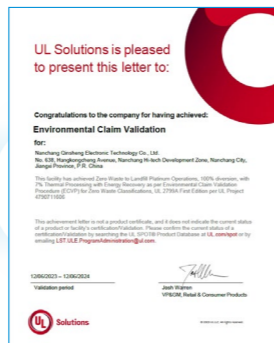 UL Solutions is pleased
to present this letter to:
Congratulations to the company for having achieved:
Environmental Claim Validation
for:
Nanchang Qinsheng Electronic Technology Co., Ltd.
No. 638, Hangkongcheng Avenue, Nanchang Hi-tech Development Zone, Nanchang City,
Jiangxi Province, P.R. China
This facility has achieved Zero Waste to Landfill Platinum Operations, 100% diversion, with
7% Thermal Processing with Energy Recovery as per Environmental Claim Validation
Procedure (ECVP) for Zero Waste Classifications, UL 2799A First Edition per UL Project
This achievement letter is not a product certificate, and it does not indicate the current status
of a product or facility's certification/Validation. Please confirm the current status of a
certification/Validation by searching the UL SPOT® Product Database at UL.com/spot or by
emailing LST.ULE.ProgramAdministration@ul.com.
12/06/2023 – 12/06/2024
Validation period
Josh Warren
VP&GM, Retail & Consumer Products
UL Solutions